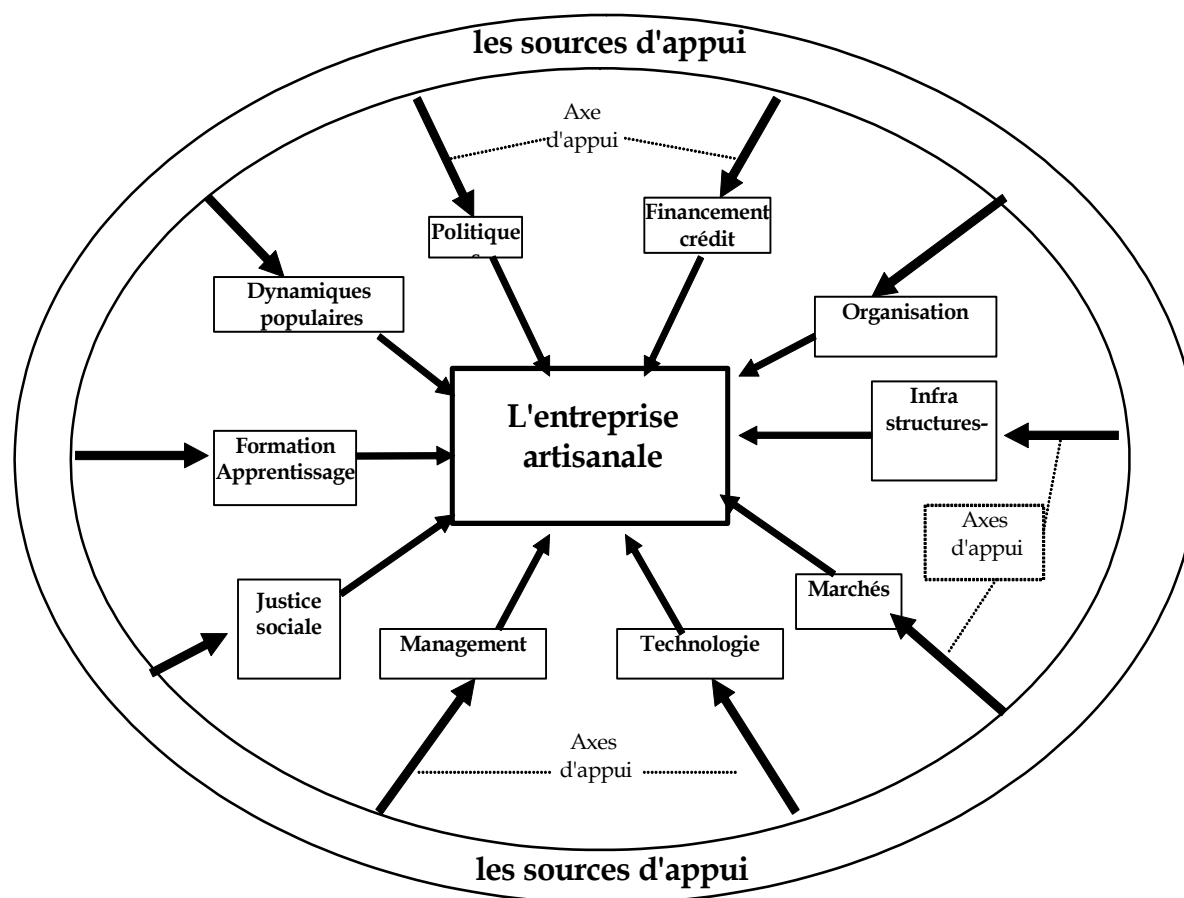 les sources d'appui
Axe
d'appui
Financement
crédit
Politique
Dynamiques
populaires
Organisation
L'entreprise
artisanale
Infra
structures-
Formation
Apprentissage
Axes
d'appui
Marchés
Justice
sociale
Management
Technologie
Axes
d'appui
les sources d'appui